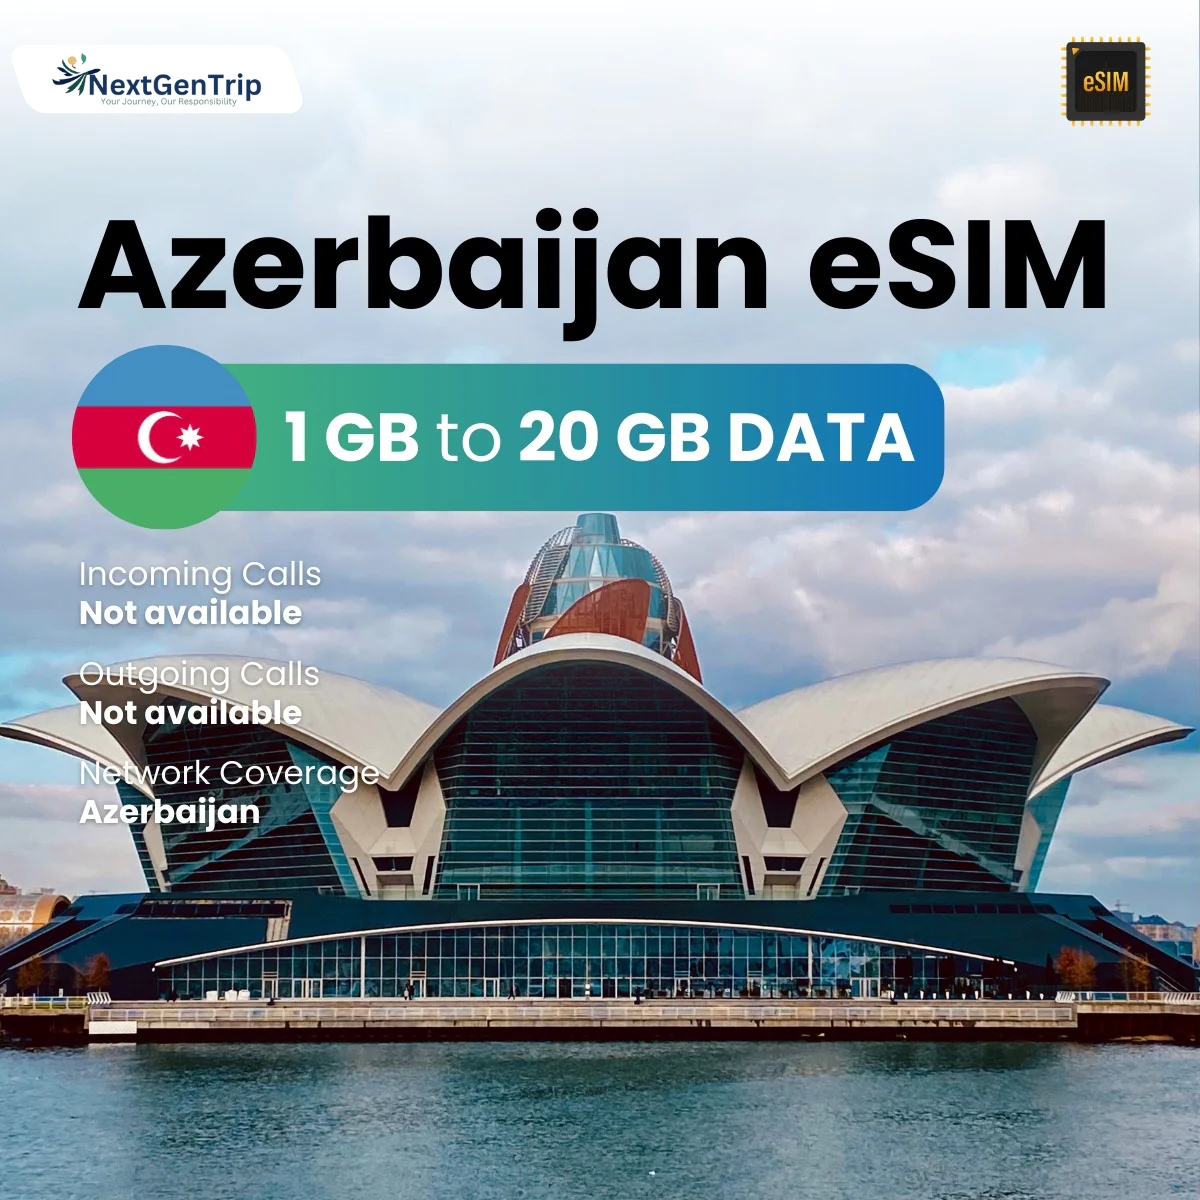 NextGenTrip
Your Journey, Our Responsibility
eSIM
Azerbaijan eSIM
1 GB to 20 GB DATA
Incoming Calls
Not available
Outgoing Calls
Not available
Network Coverage
Azerbaijan